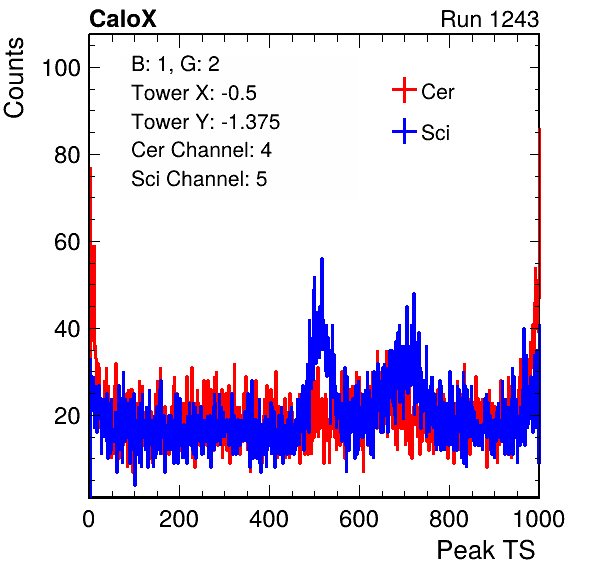 CaloX Run 1243
Counts
B: 1, G: 2
Tower X: -0.5
Tower Y: -1.375
Cer Channel: 4
Sci Channel: 5
Cer
Sci
100
80
60
40
20
0 200 400 600 800 1000
Peak TS